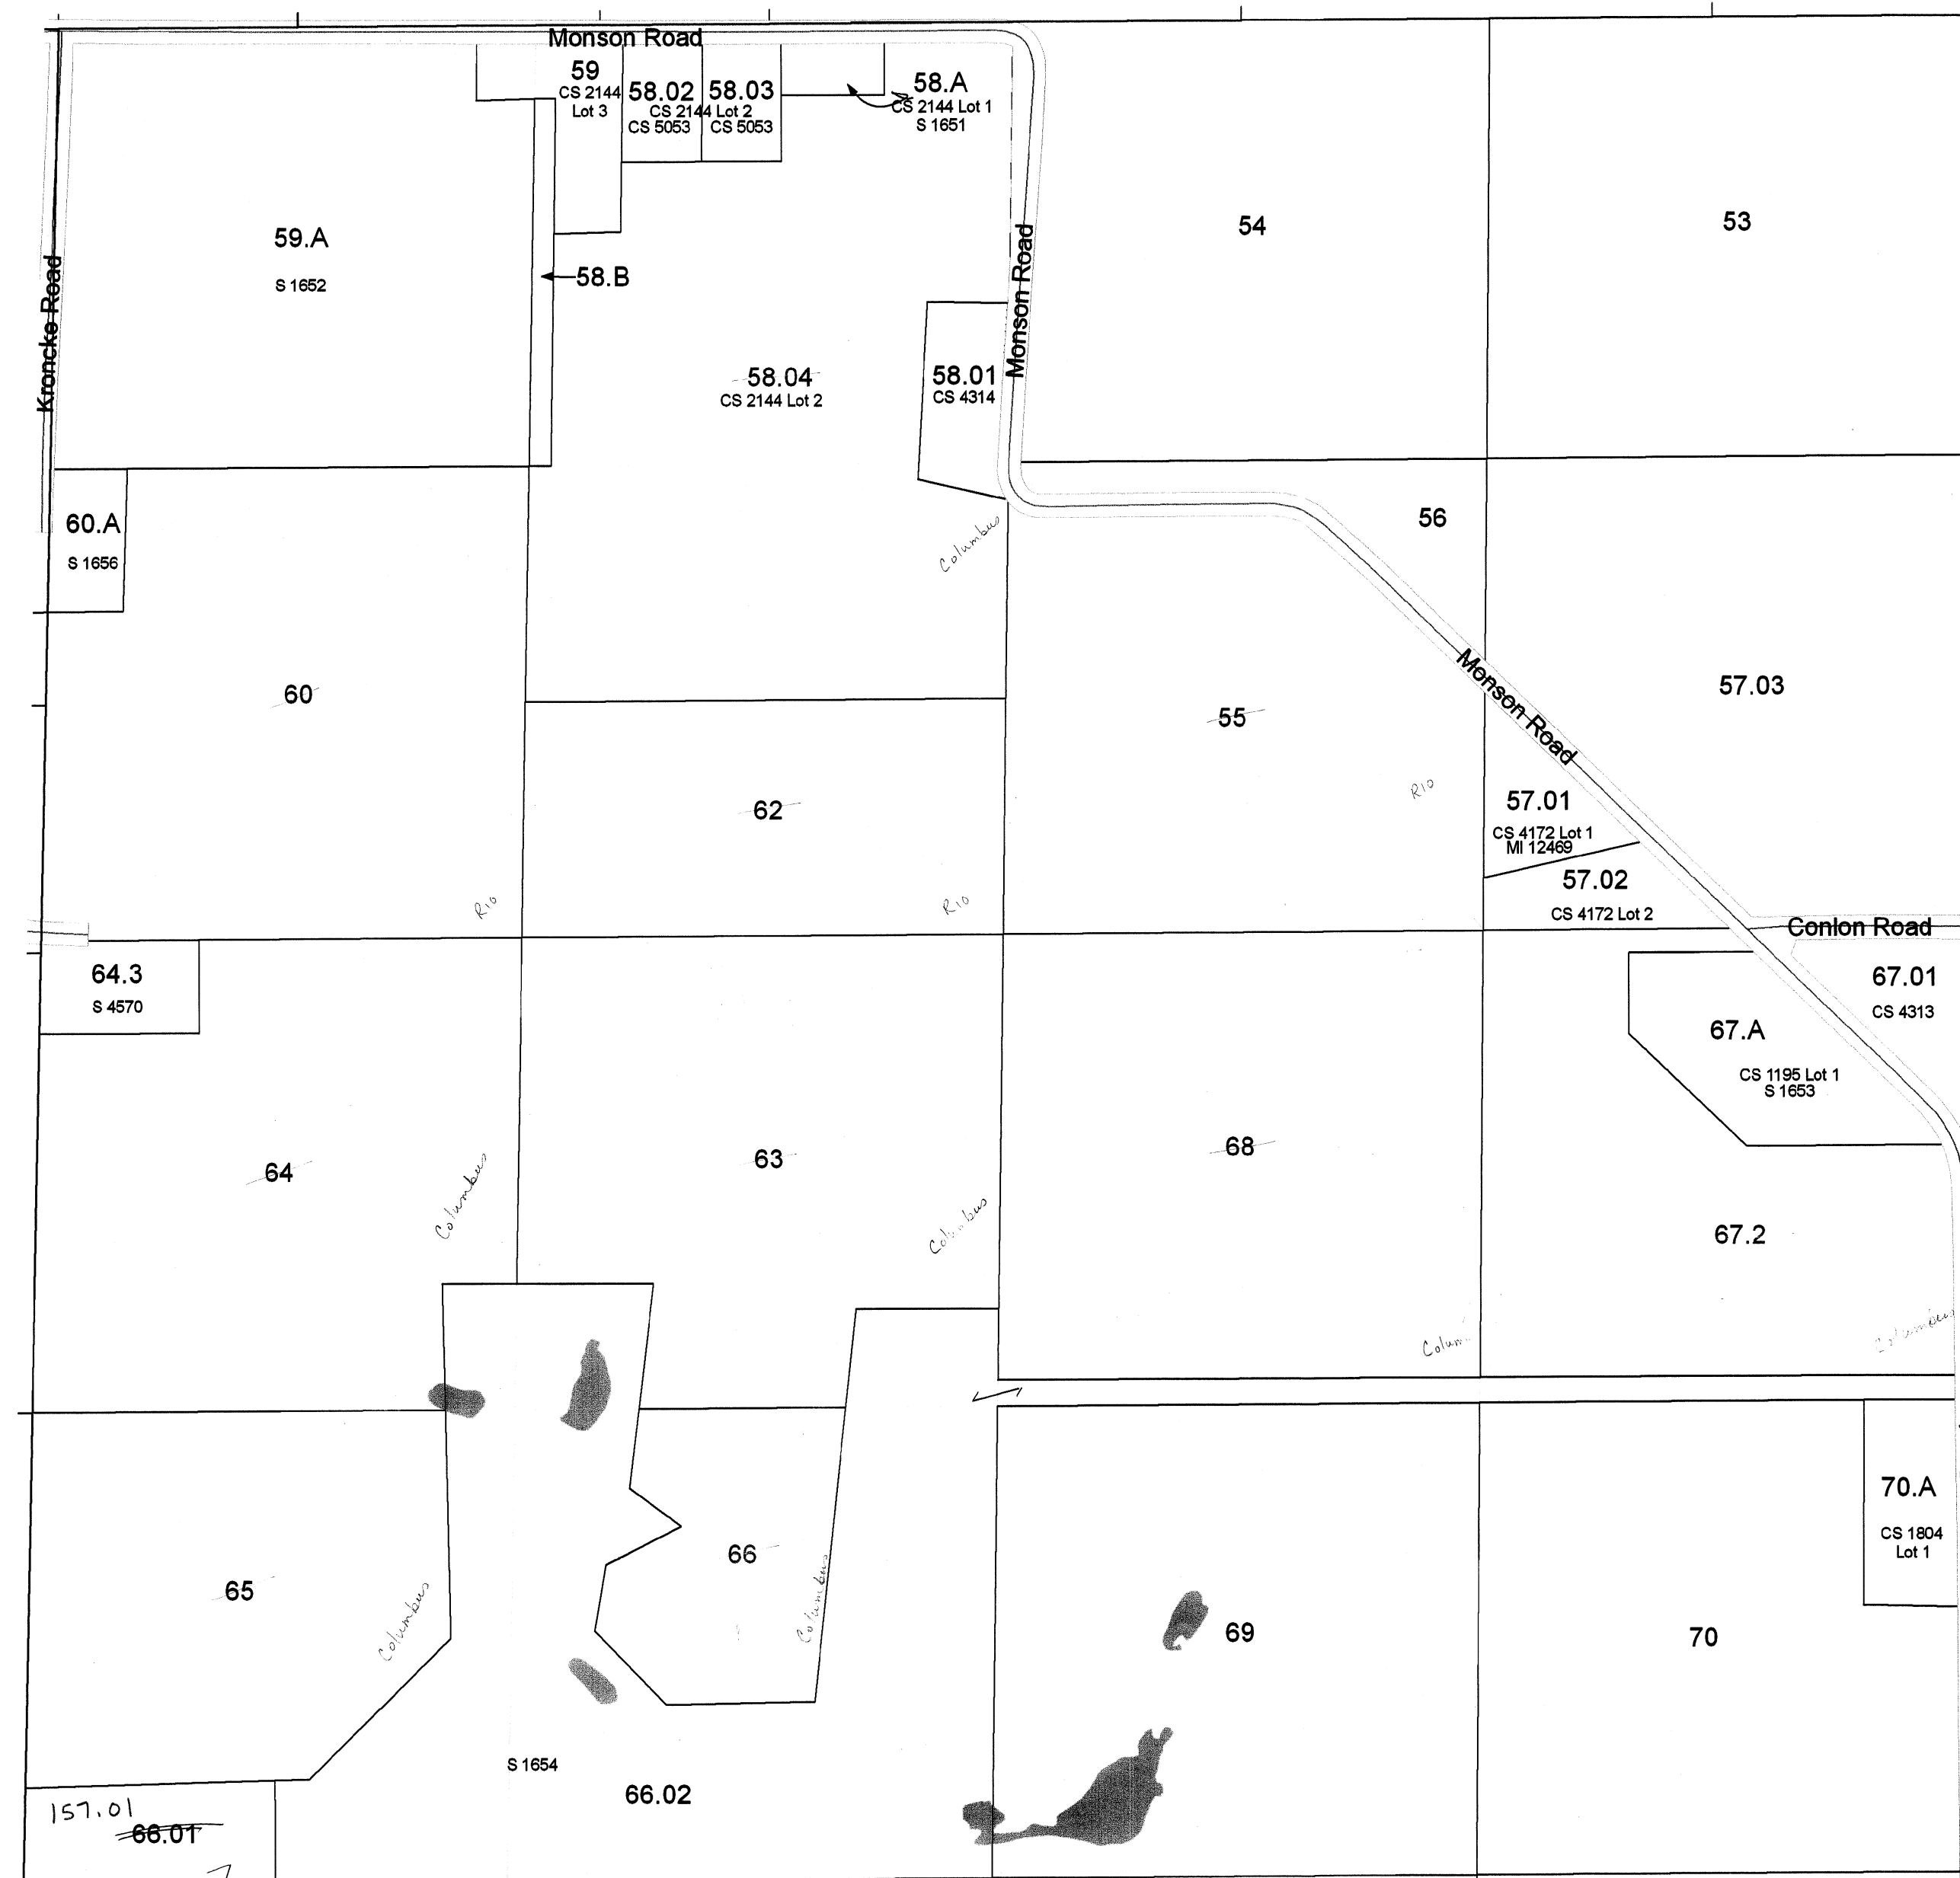 Monson Road
59
CS 2144
Lot 3
58.02
58.03
CS 2144 Lot 2
CS 5053
CS 5053
58.A
CS 2144 Lot 1
S 1651
54
53
59.A
S 1652
58.B
Kroncke Road
Monson Road
58.04
CS 2144 Lot 2
58.01
CS 4314
60.A
S 1656
Columbus
56
60
55
Monson Road
57.03
62
Rio
57.01
CS 4172 Lot 1
MI 12469
57.02
CS 4172 Lot 2
Rio
Rio
Conlon Road
64.3
S 4570
67.01
CS 4313
67.A
CS 1195 Lot 1
S 1653
64
Columbus
63
Columbus
68
67.2
Colum
Columbus
70.A
CS 1804
Lot 1
65
Columbus
66
Columbus
69
70
S 1654
66.02
157.01
66.01